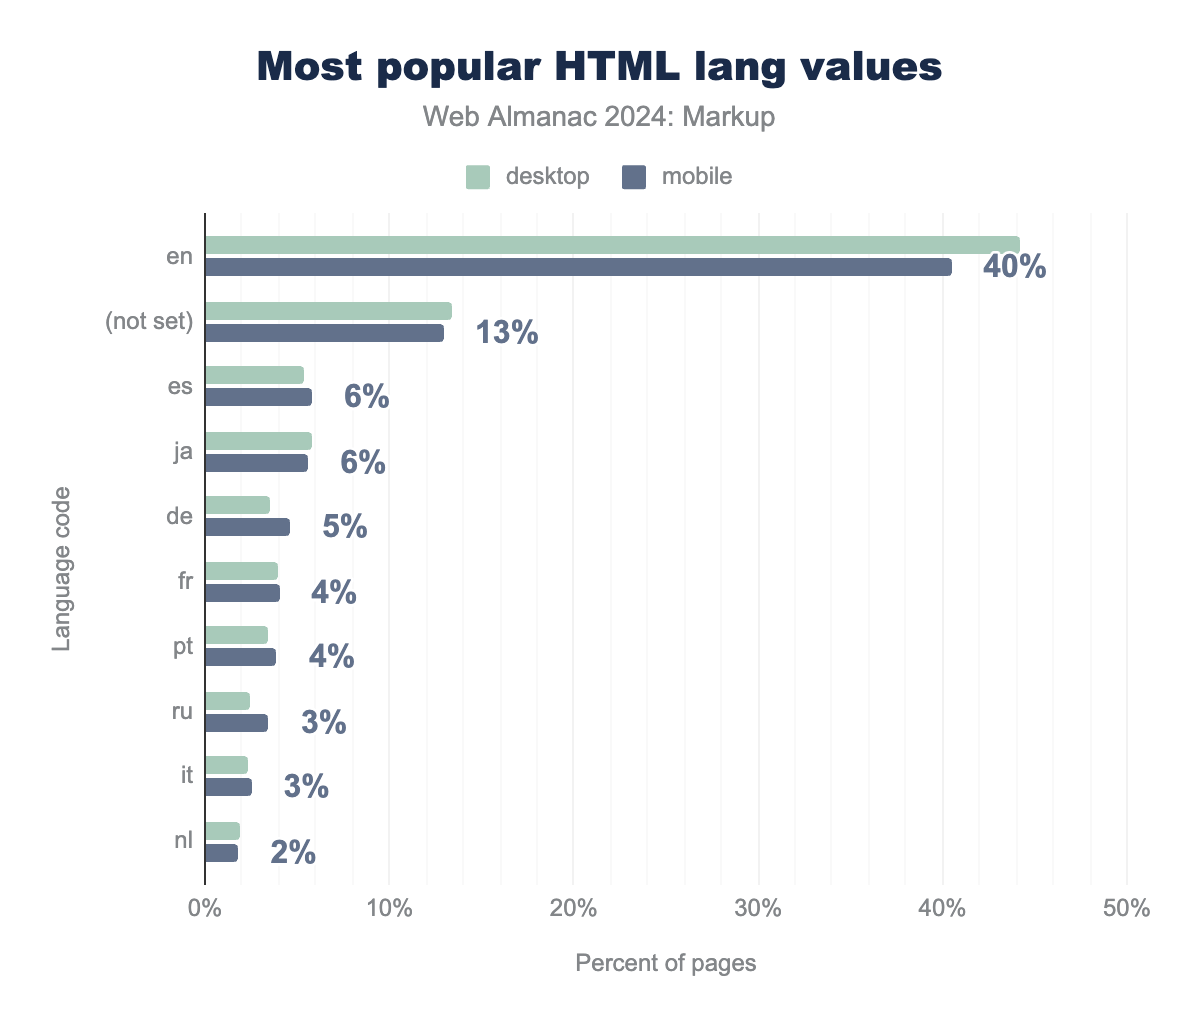 Most popular HTML lang values
Web Almanac 2024: Markup
desktop mobile
Language code
en 40%
(not set) 13%
es 6%
ja 6%
de 5%
fr 4%
pt 4%
ru 3%
it 3%
nl 2%
0% 10% 20% 30% 40% 50%
Percent of pages